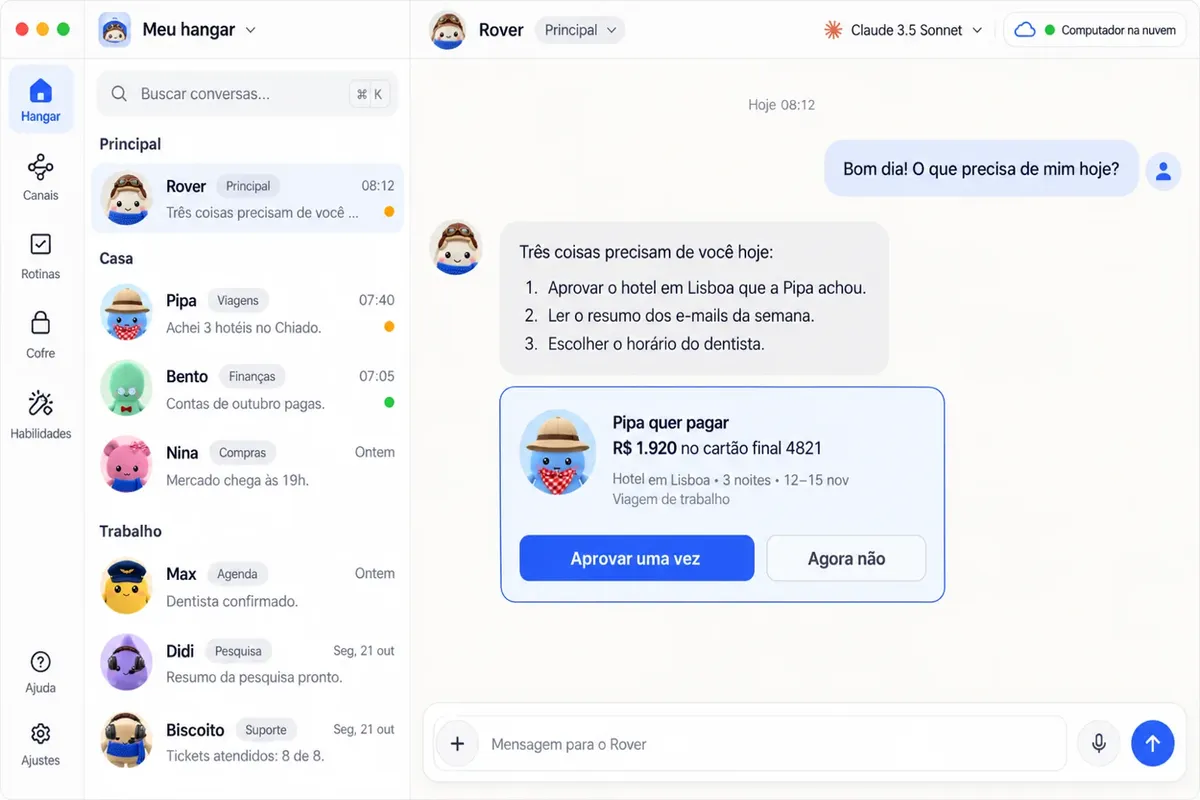 Meu hangar
Rover
Principal
Claude 3.5 Sonnet
Computador na nuvem
Hangar
Canais
Rotinas
Cofre
Habilidades
Ajuda
Ajustes
Buscar conversas...
⌘ K
Principal
Rover Principal 08:12
Três coisas precisam de você ...
Casa
Pipa Viagens 07:40
Achei 3 hotéis no Chiado.
Bento Finanças 07:05
Contas de outubro pagas.
Nina Compras Ontem
Mercado chega às 19h.
Trabalho
Max Agenda Ontem
Dentista confirmado.
Didi Pesquisa Seg, 21 out
Resumo da pesquisa pronto.
Biscoito Suporte Seg, 21 out
Tickets atendidos: 8 de 8.
Hoje 08:12
Bom dia! O que precisa de mim hoje?
Três coisas precisam de você hoje:
1. Aprovar o hotel em Lisboa que a Pipa achou.
2. Ler o resumo dos e-mails da semana.
3. Escolher o horário do dentista.
Pipa quer pagar
R$ 1.920 no cartão final 4821
Hotel em Lisboa • 3 noites • 12–15 nov
Viagem de trabalho
Aprovar uma vez
Agora não
Mensagem para o Rover